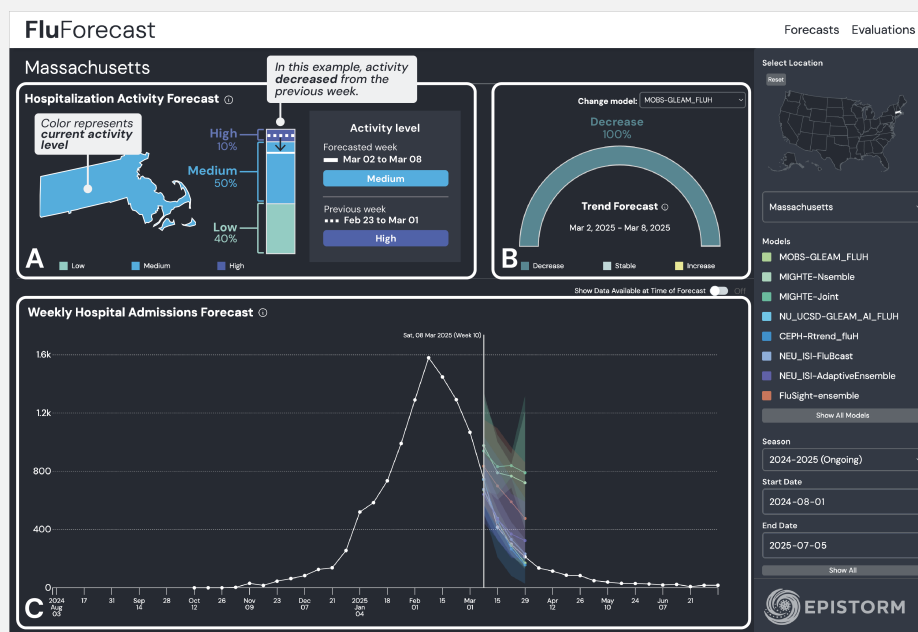 FluForecast
Forecasts Evaluations
Massachusetts
In this example, activity
decreased from the
previous week.
Hospitalization Activity Forecast
Color represents
current activity
level
High
10%
Medium
50%
Low
40%
Activity level
Forecasted week
Mar 02 to Mar 08
Medium
Previous week
Feb 23 to Mar 01
High
A
Low Medium High
Change model: MOBS-GLEAM_FLUH
Decrease
100%
Trend Forecast
Mar 2, 2025 - Mar 8, 2025
B
Decrease Stable Increase
Show Data Available at Time of Forecast Off
Weekly Hospital Admissions Forecast
Sat, 08 Mar 2025 (Week 10)
1.6k
1.2k
800
400
0
2024 Aug 03
17
31
Sep 14
28
Oct 12
26
Nov 09
23
Dec 07
21
2025 Jan 04
18
Feb 01
15
Mar 01
15
29
Apr 12
26
May 10
24
Jun 07
21
C
Select Location
Reset
Massachusetts
Models
MOBS-GLEAM_FLUH
MIGHTE-Nsemble
MIGHTE-Joint
NU_UCSD-GLEAM_AI_FLUH
CEPH-Rtrend_fluH
NEU_ISI-FluBcast
NEU_ISI-AdaptiveEnsemble
FluSight-ensemble
Show All Models
Season
2024-2025 (Ongoing)
Start Date
2024-08-01
End Date
2025-07-05
Show All
EPISTORM